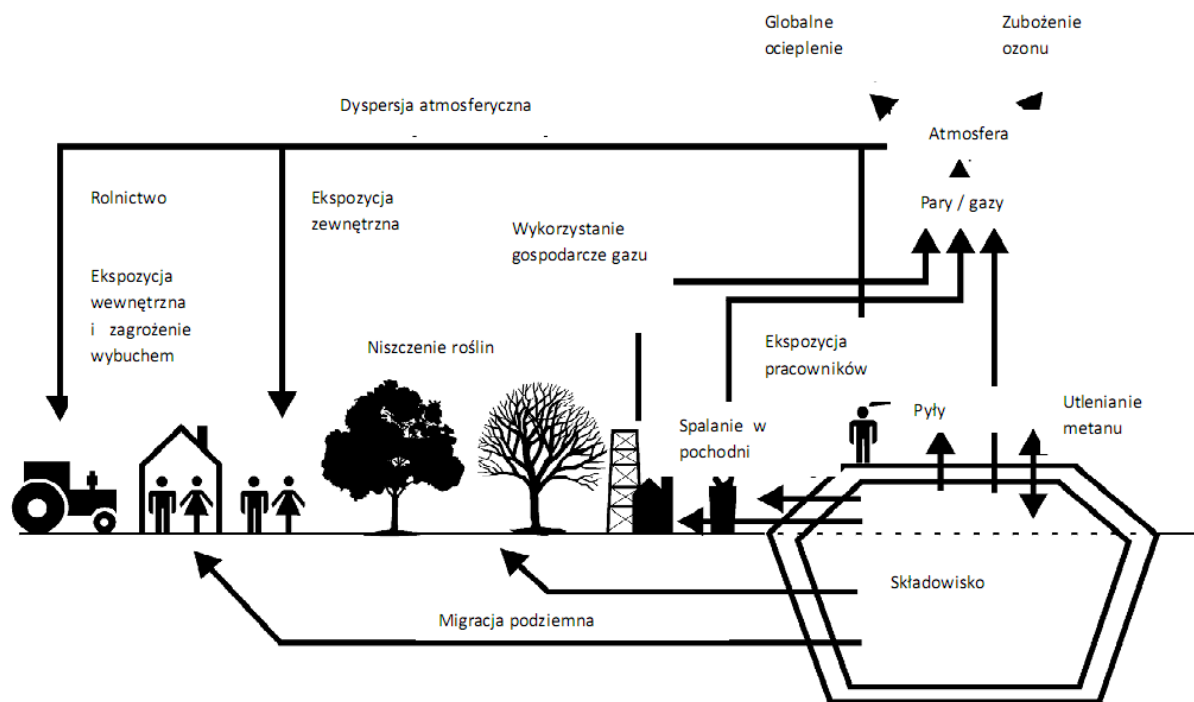 Globalne
ocieplenie
Zubożenie
ozonu
Dyspersja atmosferyczna
Atmosfera
Rolnictwo
Ekspozycja
zewnętrzna
Pary / gazy
Wykorzystanie
gospodarcze gazu
Ekspozycja
wewnętrzna
i zagrożenie
wybuchem
Niszczenie roślin
Ekspozycja
pracowników
Spalanie w
pochodni
Pyły
Utlenianie
metanu
Składowisko
Migracja podziemna